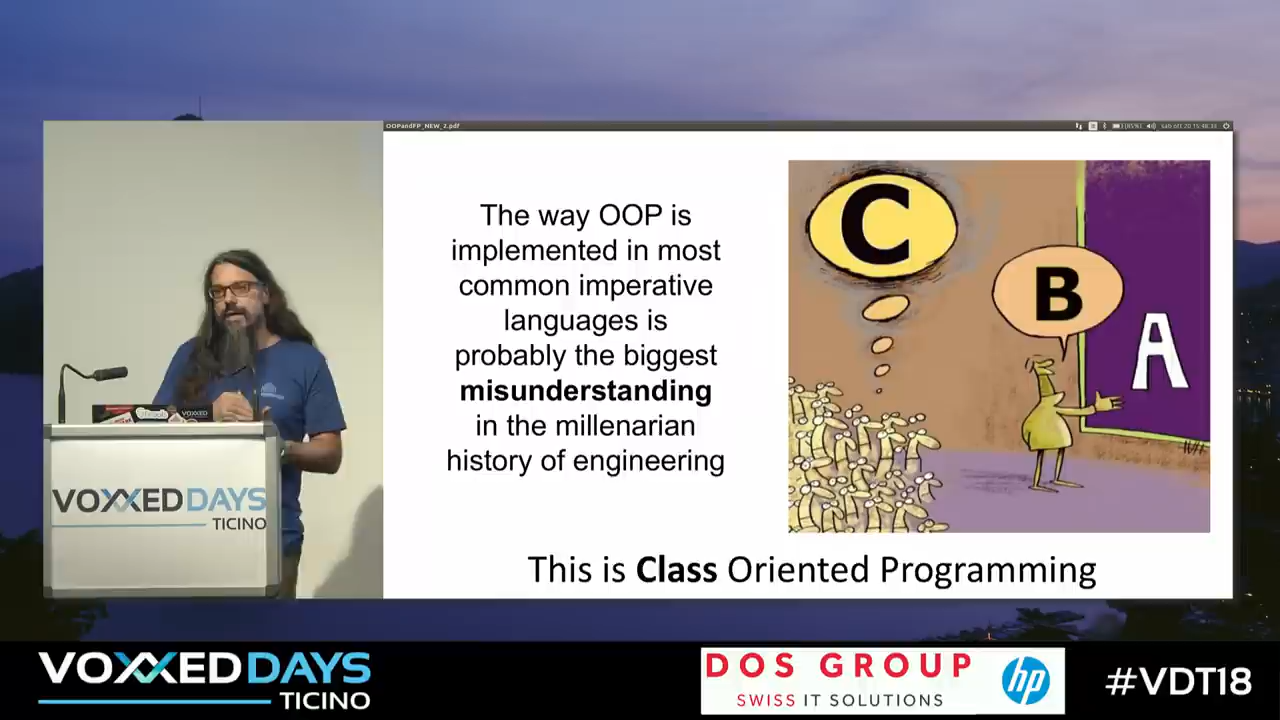 OOPandFP_NEW_2.pdf
The way OOP is
implemented in most
common imperative
languages is
probably the biggest
misunderstanding
in the millenarian
history of engineering
C
B
A
This is Class Oriented Programming
VOXXED DAYS
TICINO
VOXXED DAYS
TICINO
DOS GROUP
SWISS IT SOLUTIONS
hp
#VDT18